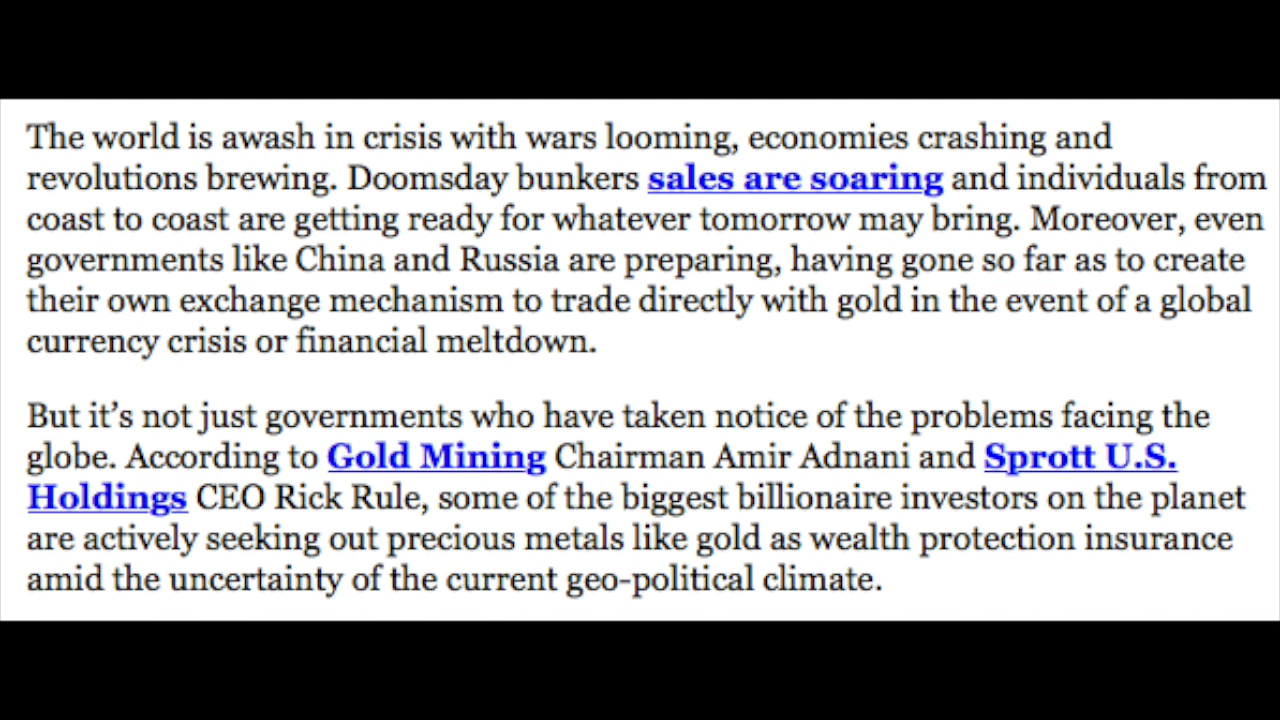 The world is awash in crisis with wars looming, economies crashing and
revolutions brewing. Doomsday bunkers sales are soaring and individuals from
coast to coast are getting ready for whatever tomorrow may bring. Moreover, even
governments like China and Russia are preparing, having gone so far as to create
their own exchange mechanism to trade directly with gold in the event of a global
currency crisis or financial meltdown.
But it’s not just governments who have taken notice of the problems facing the
globe. According to Gold Mining Chairman Amir Adnani and Sprott U.S.
Holdings CEO Rick Rule, some of the biggest billionaire investors on the planet
are actively seeking out precious metals like gold as wealth protection insurance
amid the uncertainty of the current geo-political climate.